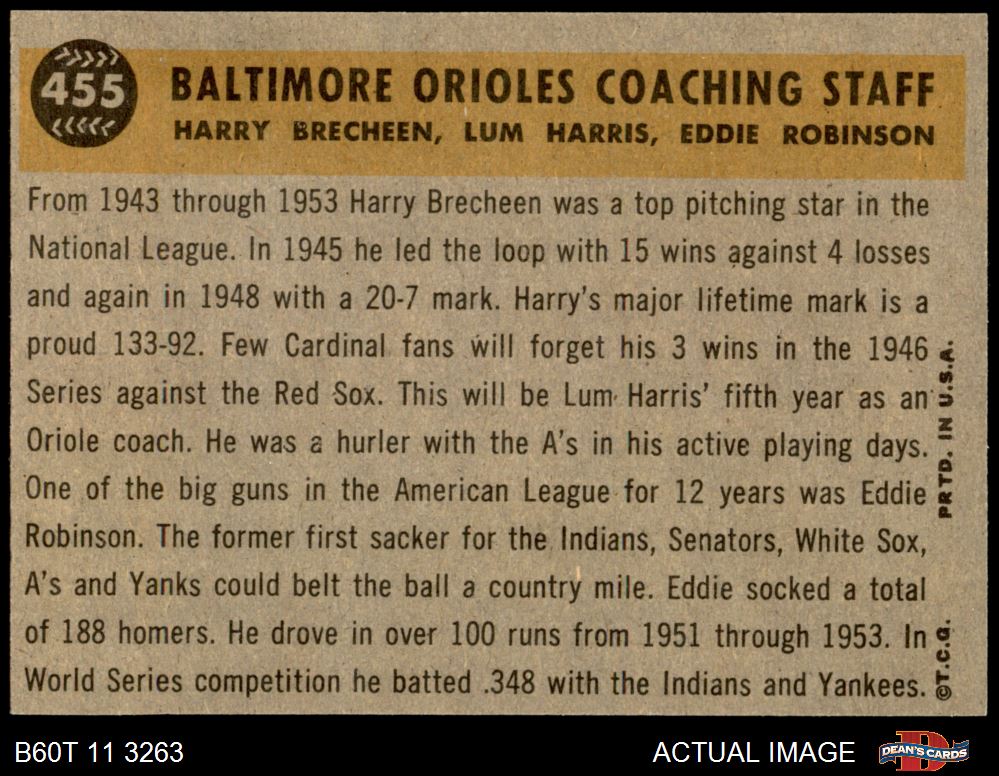 455
BALTIMORE ORIOLES COACHING STAFF
HARRY BRECHEEN, LUM HARRIS, EDDIE ROBINSON
From 1943 through 1953 Harry Brecheen was a top pitching star in the
National League. In 1945 he led the loop with 15 wins against 4 losses
and again in 1948 with a 20-7 mark. Harry's major lifetime mark is a
proud 133-92. Few Cardinal fans will forget his 3 wins in the 1946
Series against the Red Sox. This will be Lum Harris' fifth year as an
Oriole coach. He was a hurler with the A's in his active playing days.
One of the big guns in the American League for 12 years was Eddie
Robinson. The former first sacker for the Indians, Senators, White Sox,
A's and Yanks could belt the ball a country mile. Eddie socked a total
of 188 homers. He drove in over 100 runs from 1951 through 1953. In
World Series competition he batted .348 with the Indians and Yankees.
©T.C.G. PRTD. IN U.S.A.
B60T 11 3263
ACTUAL IMAGE
D
DEAN'S CARDS